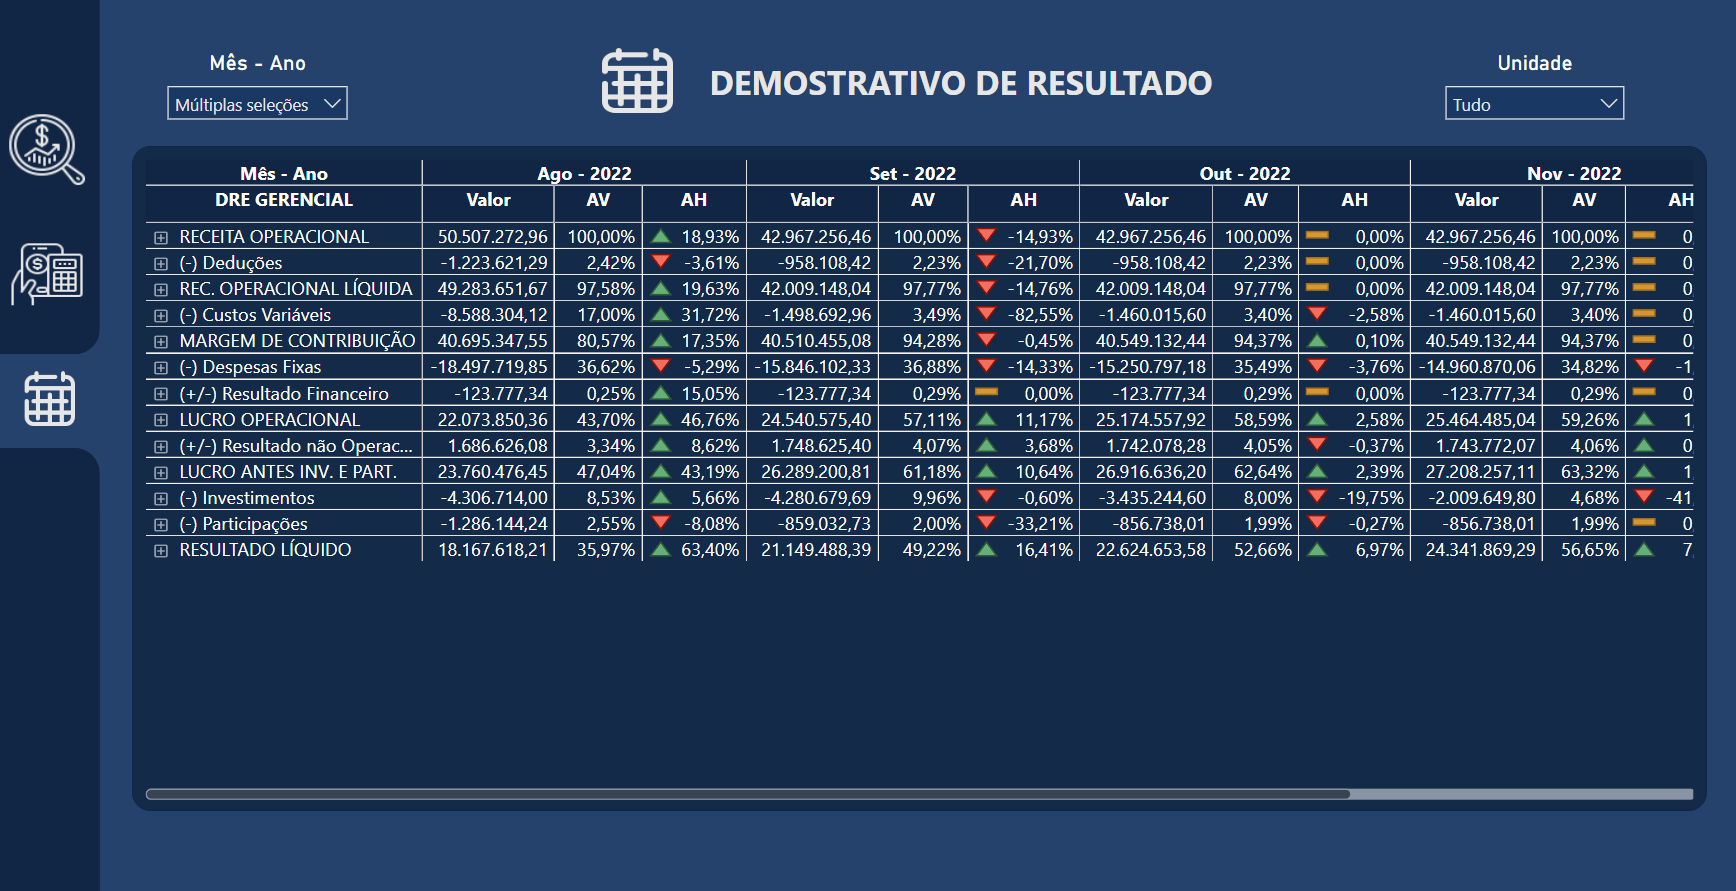 Mês - Ano
Múltiplas seleções
DEMOSTRATIVO DE RESULTADO
Unidade
Tudo
Mês - Ano Ago - 2022 Set - 2022 Out - 2022 Nov - 2022
DRE GERENCIAL Valor AV AH Valor AV AH Valor AV AH Valor AV AH
RECEITA OPERACIONAL 50.507.272,96 100,00% 18,93% 42.967.256,46 100,00% -14,93% 42.967.256,46 100,00% 0,00% 42.967.256,46 100,00% 0,
(-) Deduções -1.223.621,29 2,42% -3,61% -958.108,42 2,23% -21,70% -958.108,42 2,23% 0,00% -958.108,42 2,23% 0,
REC. OPERACIONAL LÍQUIDA 49.283.651,67 97,58% 19,63% 42.009.148,04 97,77% -14,76% 42.009.148,04 97,77% 0,00% 42.009.148,04 97,77% 0,
(-) Custos Variáveis -8.588.304,12 17,00% 31,72% -1.498.692,96 3,49% -82,55% -1.460.015,60 3,40% -2,58% -1.460.015,60 3,40% 0,
MARGEM DE CONTRIBUIÇÃO 40.695.347,55 80,57% 17,35% 40.510.455,08 94,28% -0,45% 40.549.132,44 94,37% 0,10% 40.549.132,44 94,37% 0,
(-) Despesas Fixas -18.497.719,85 36,62% -5,29% -15.846.102,33 36,88% -14,33% -15.250.797,18 35,49% -3,76% -14.960.870,06 34,82% -1,
(+/-) Resultado Financeiro -123.777,34 0,25% 15,05% -123.777,34 0,29% 0,00% -123.777,34 0,29% 0,00% -123.777,34 0,29% 0,
LUCRO OPERACIONAL 22.073.850,36 43,70% 46,76% 24.540.575,40 57,11% 11,17% 25.174.557,92 58,59% 2,58% 25.464.485,04 59,26% 1,
(+/-) Resultado não Operac... 1.686.626,08 3,34% 8,62% 1.748.625,40 4,07% 3,68% 1.742.078,28 4,05% -0,37% 1.743.772,07 4,06% 0,
LUCRO ANTES INV. E PART. 23.760.476,45 47,04% 43,19% 26.289.200,81 61,18% 10,64% 26.916.636,20 62,64% 2,39% 27.208.257,11 63,32% 1,
(-) Investimentos -4.306.714,00 8,53% 5,66% -4.280.679,69 9,96% -0,60% -3.435.244,60 8,00% -19,75% -2.009.649,80 4,68% -41,
(-) Participações -1.286.144,24 2,55% -8,08% -859.032,73 2,00% -33,21% -856.738,01 1,99% -0,27% -856.738,01 1,99% 0,
RESULTADO LÍQUIDO 18.167.618,21 35,97% 63,40% 21.149.488,39 49,22% 16,41% 22.624.653,58 52,66% 6,97% 24.341.869,29 56,65% 7,